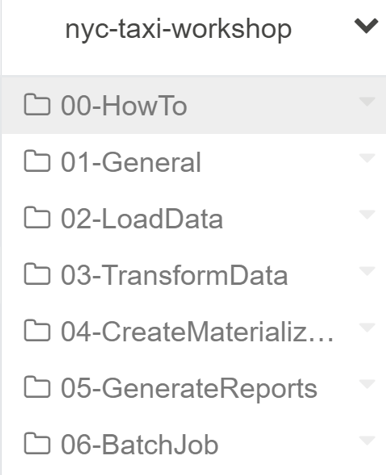 nyc-taxi-workshop
00-HowTo
01-General
02-LoadData
03-TransformData
04-CreateMaterializ...
05-GenerateReports
06-BatchJob